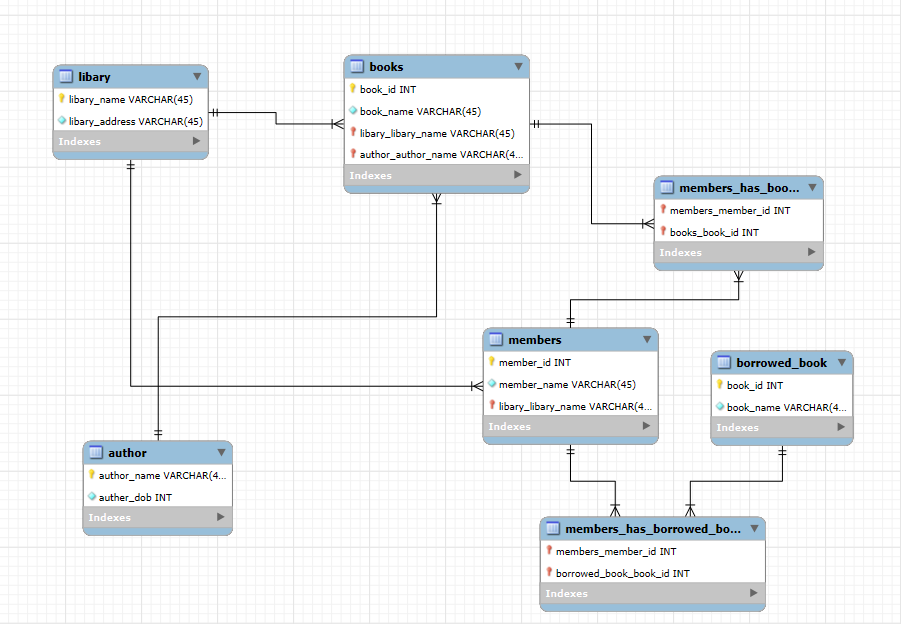 libary
libary_name VARCHAR(45)
libary_address VARCHAR(45)
Indexes
books
book_id INT
book_name VARCHAR(45)
libary_libary_name VARCHAR(45)
author_author_name VARCHAR(4...
Indexes
members_has_boo...
members_member_id INT
books_book_id INT
Indexes
members
member_id INT
member_name VARCHAR(45)
libary_libary_name VARCHAR(4...
Indexes
borrowed_book
book_id INT
book_name VARCHAR(4...
Indexes
author
author_name VARCHAR(4...
auther_dob INT
Indexes
members_has_borrowed_bo...
members_member_id INT
borrowed_book_book_id INT
Indexes